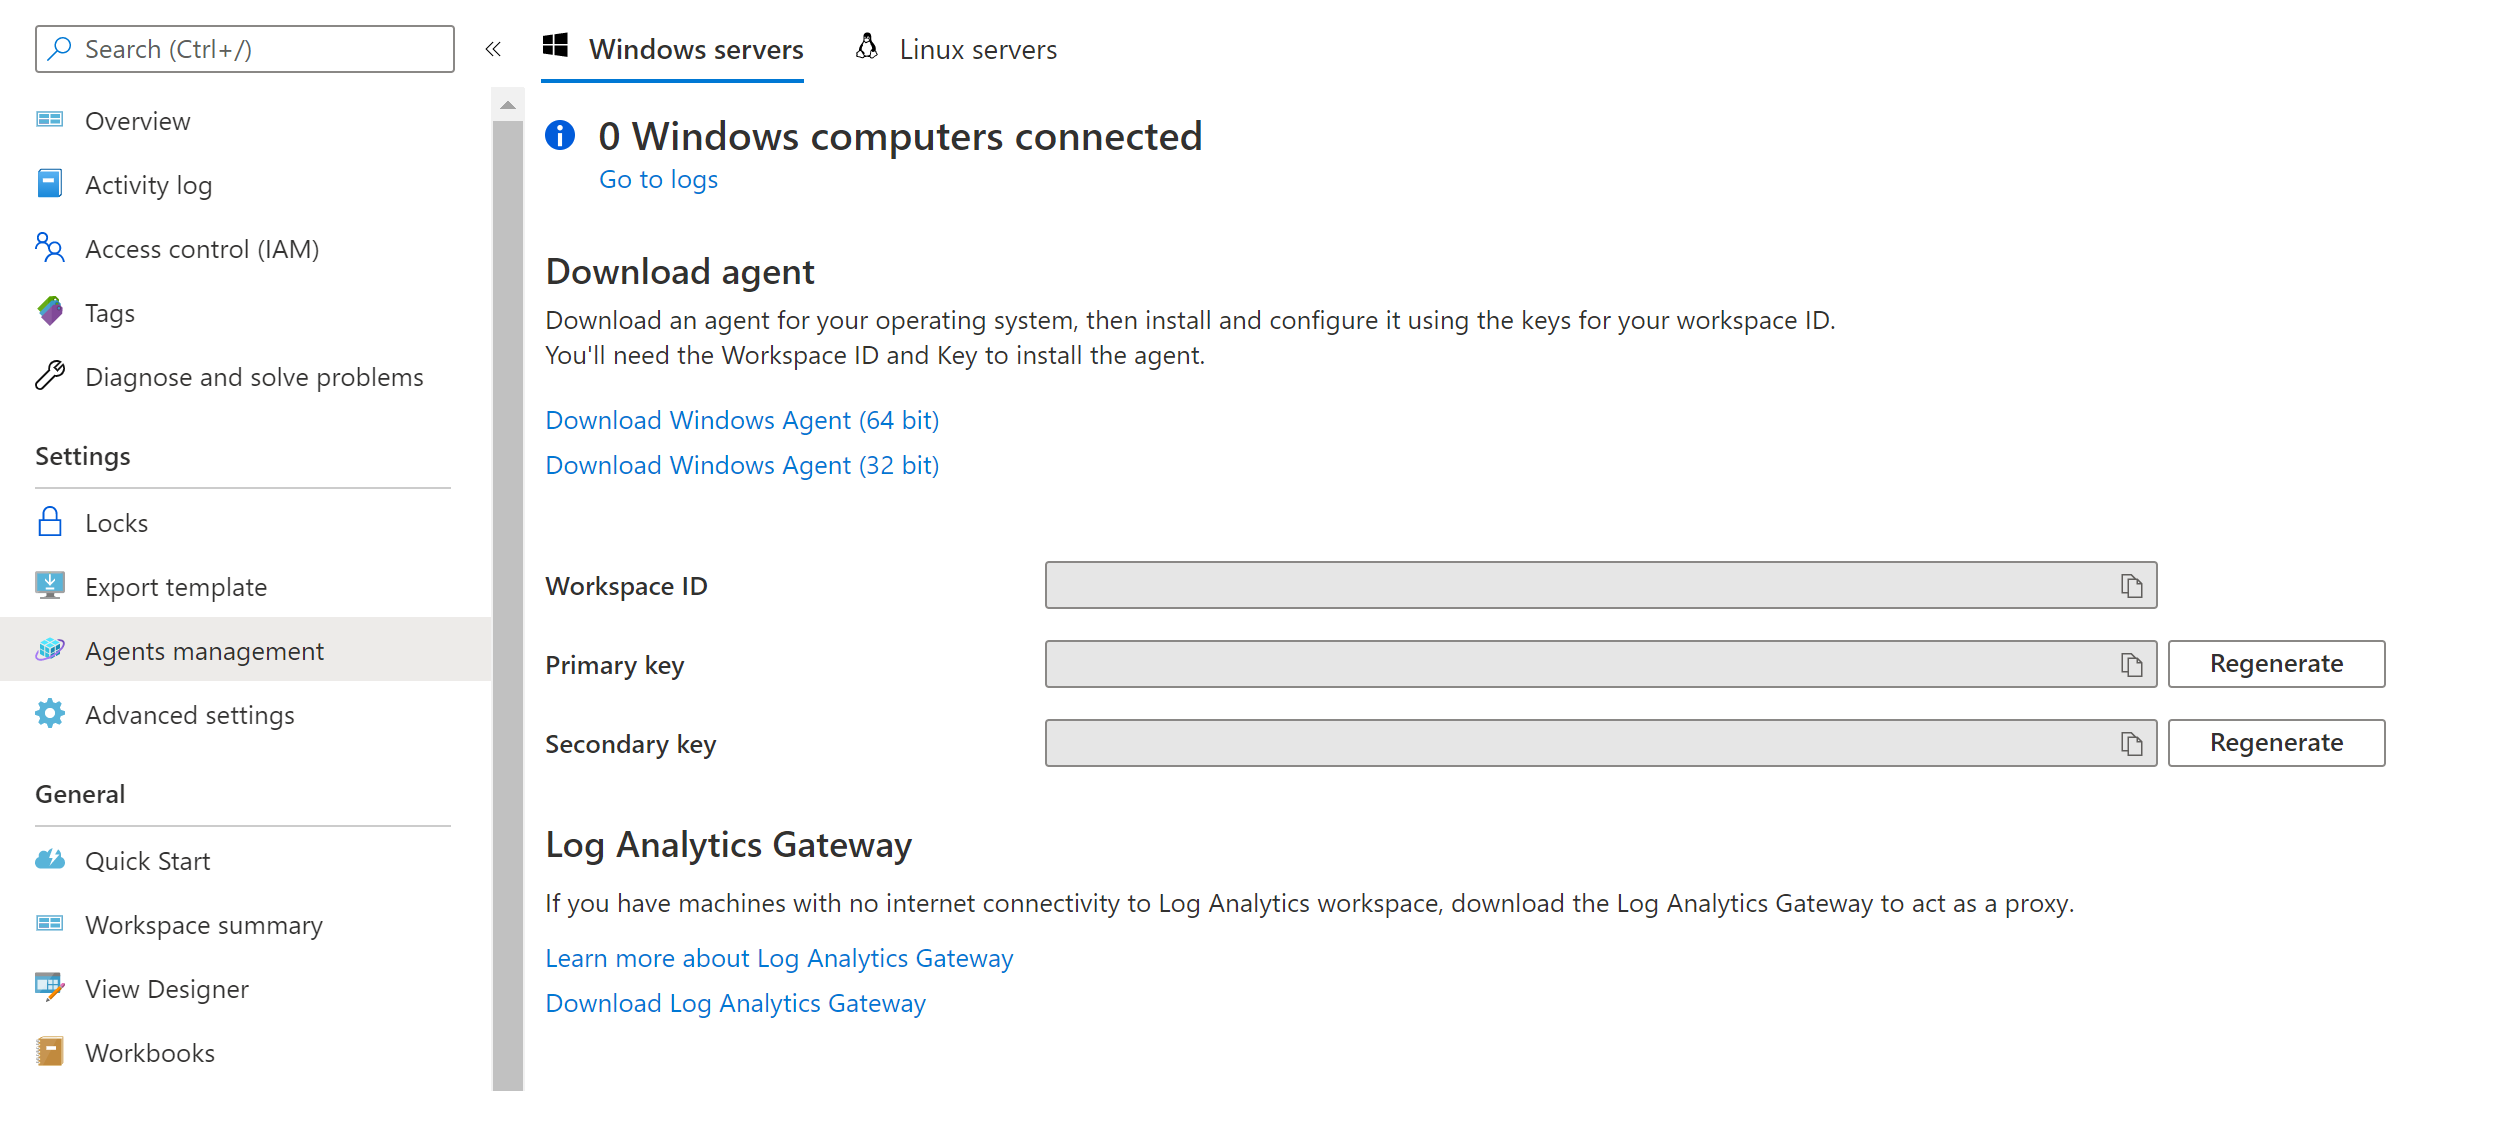 Search (Ctrl+/)
«
Overview
Activity log
Access control (IAM)
Tags
Diagnose and solve problems
Settings
Locks
Export template
Agents management
Advanced settings
General
Quick Start
Workspace summary
View Designer
Workbooks
Windows servers
Linux servers
0 Windows computers connected
Go to logs
Download agent
Download an agent for your operating system, then install and configure it using the keys for your workspace ID.
You'll need the Workspace ID and Key to install the agent.
Download Windows Agent (64 bit)
Download Windows Agent (32 bit)
Workspace ID
Primary key
Regenerate
Secondary key
Regenerate
Log Analytics Gateway
If you have machines with no internet connectivity to Log Analytics workspace, download the Log Analytics Gateway to act as a proxy.
Learn more about Log Analytics Gateway
Download Log Analytics Gateway